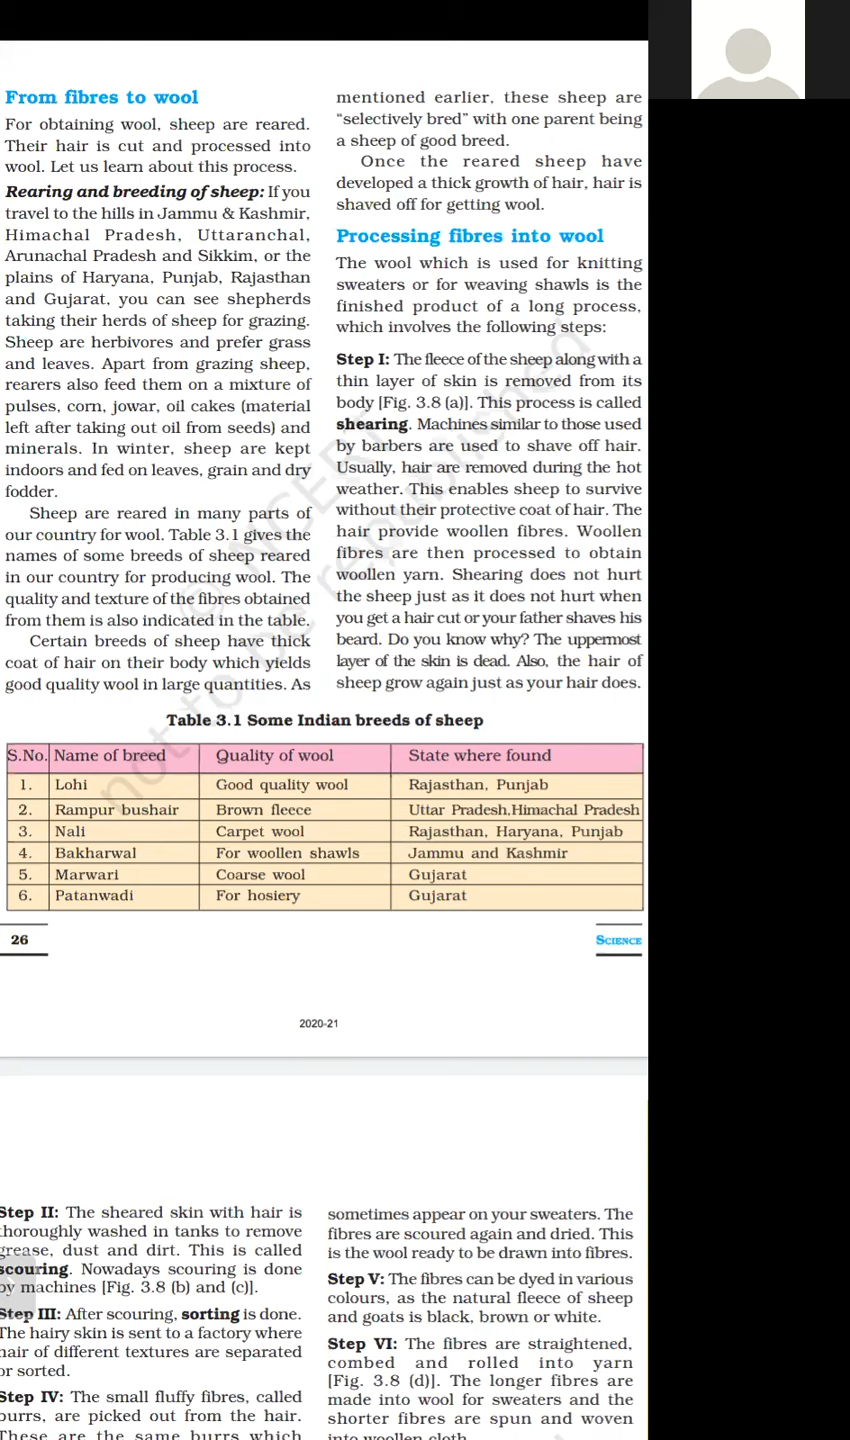 From fibres to wool
For obtaining wool, sheep are reared.
Their hair is cut and processed into
wool. Let us learn about this process.
Rearing and breeding of sheep: If you
travel to the hills in Jammu & Kashmir,
Himachal Pradesh, Uttaranchal,
Arunachal Pradesh and Sikkim, or the
plains of Haryana, Punjab, Rajasthan
and Gujarat, you can see shepherds
taking their herds of sheep for grazing.
Sheep are herbivores and prefer grass
and leaves. Apart from grazing sheep,
rearers also feed them on a mixture of
pulses, corn, jowar, oil cakes (material
left after taking out oil from seeds) and
minerals. In winter, sheep are kept
indoors and fed on leaves, grain and dry
fodder.
Sheep are reared in many parts of
our country for wool. Table 3.1 gives the
names of some breeds of sheep reared
in our country for producing wool. The
quality and texture of the fibres obtained
from them is also indicated in the table.
Certain breeds of sheep have thick
coat of hair on their body which yields
good quality wool in large quantities. As
mentioned earlier, these sheep are
“selectively bred” with one parent being
a sheep of good breed.
Once the reared sheep have
developed a thick growth of hair, hair is
shaved off for getting wool.
Processing fibres into wool
The wool which is used for knitting
sweaters or for weaving shawls is the
finished product of a long process,
which involves the following steps:
Step I: The fleece of the sheep along with a
thin layer of skin is removed from its
body [Fig. 3.8 (a)]. This process is called
shearing. Machines similar to those used
by barbers are used to shave off hair.
Usually, hair are removed during the hot
weather. This enables sheep to survive
without their protective coat of hair. The
hair provide woollen fibres. Woollen
fibres are then processed to obtain
woollen yarn. Shearing does not hurt
the sheep just as it does not hurt when
you get a hair cut or your father shaves his
beard. Do you know why? The uppermost
layer of the skin is dead. Also, the hair of
sheep grow again just as your hair does.
Table 3.1 Some Indian breeds of sheep
S.No. Name of breed Quality of wool State where found
1. Lohi Good quality wool Rajasthan, Punjab
2. Rampur bushair Brown fleece Uttar Pradesh,Himachal Pradesh
3. Nali Carpet wool Rajasthan, Haryana, Punjab
4. Bakharwal For woollen shawls Jammu and Kashmir
5. Marwari Coarse wool Gujarat
6. Patanwadi For hosiery Gujarat
© NCERT
not to be republished
26
SCIENCE
2020-21
Step II: The sheared skin with hair is
thoroughly washed in tanks to remove
grease, dust and dirt. This is called
scouring. Nowadays scouring is done
by machines [Fig. 3.8 (b) and (c)].
Step III: After scouring, sorting is done.
The hairy skin is sent to a factory where
hair of different textures are separated
or sorted.
Step IV: The small fluffy fibres, called
burrs, are picked out from the hair.
These are the same burrs which
sometimes appear on your sweaters. The
fibres are scoured again and dried. This
is the wool ready to be drawn into fibres.
Step V: The fibres can be dyed in various
colours, as the natural fleece of sheep
and goats is black, brown or white.
Step VI: The fibres are straightened,
combed and rolled into yarn
[Fig. 3.8 (d)]. The longer fibres are
made into wool for sweaters and the
shorter fibres are spun and woven
into woollen cloth.